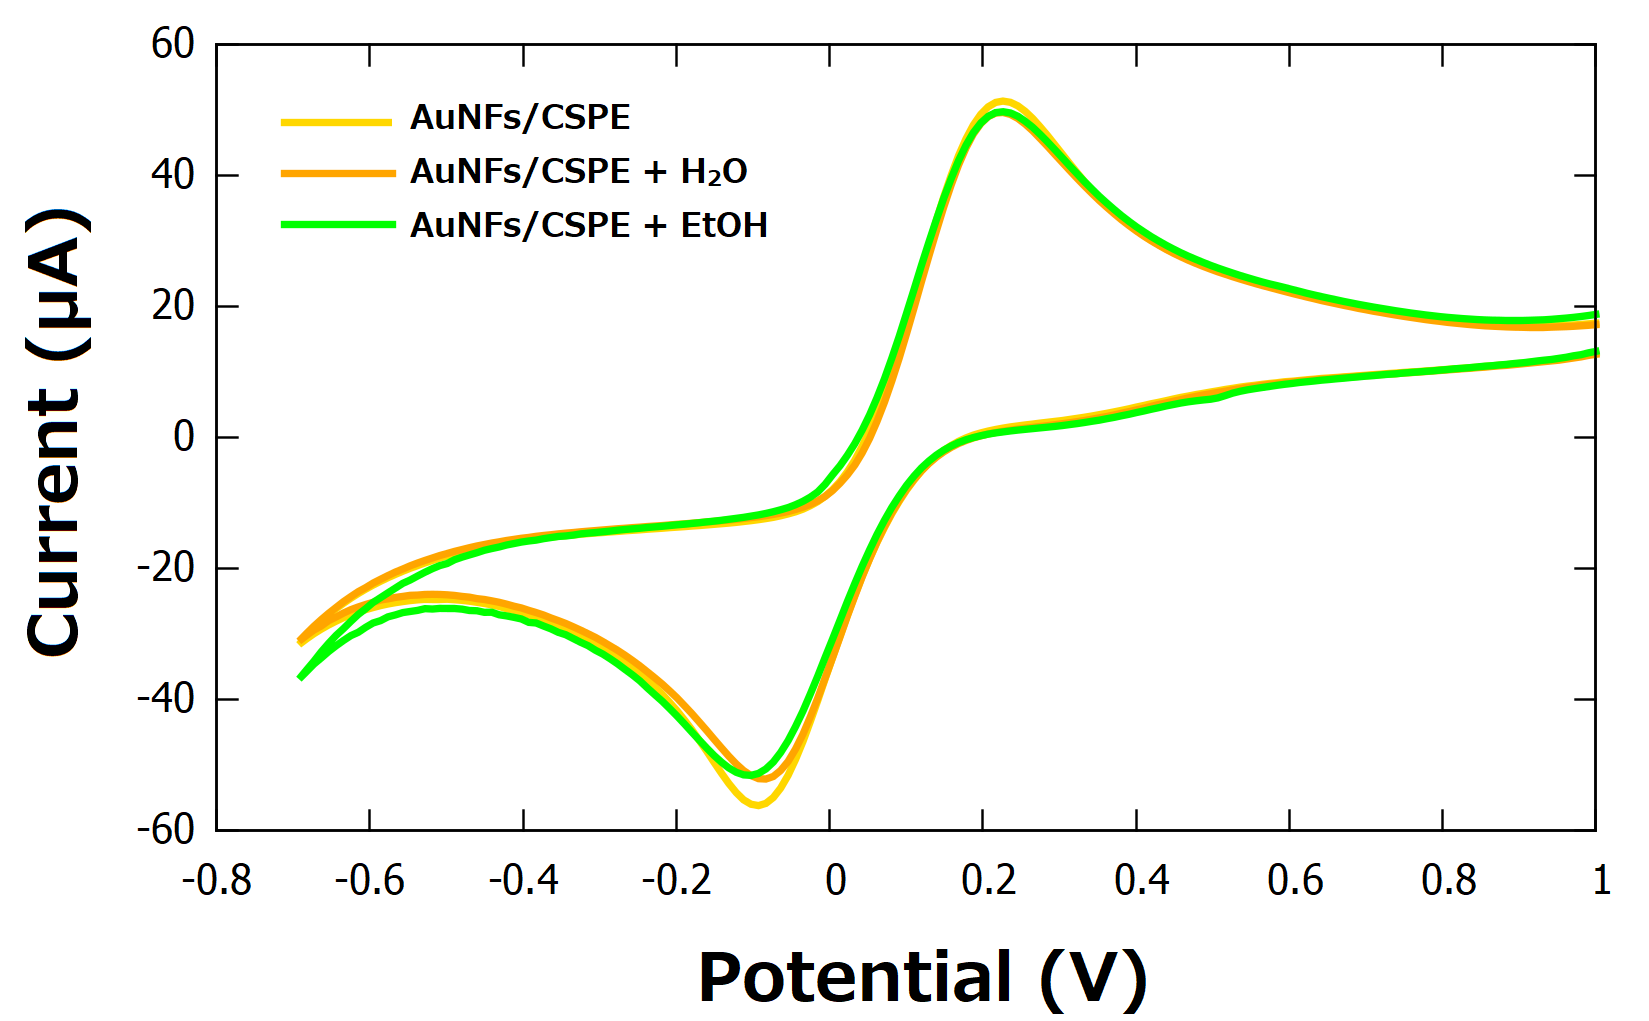 60
40
20
0
-20
-40
-60
Current (µA)
AuNFs/CSPE
AuNFs/CSPE + H₂O
AuNFs/CSPE + EtOH
-0.8 -0.6 -0.4 -0.2 0 0.2 0.4 0.6 0.8 1
Potential (V)